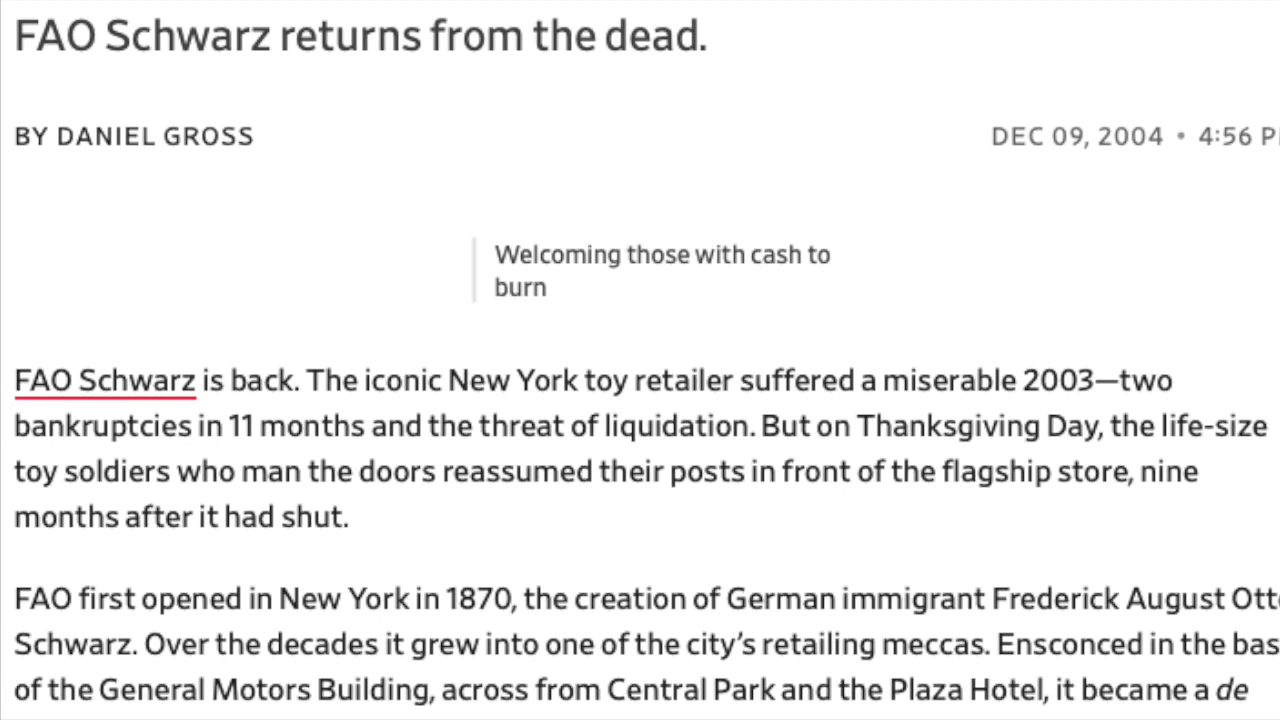 FAO Schwarz returns from the dead.
BY DANIEL GROSS
DEC 09, 2004 • 4:56 P
Welcoming those with cash to
burn
FAO Schwarz is back. The iconic New York toy retailer suffered a miserable 2003—two
bankruptcies in 11 months and the threat of liquidation. But on Thanksgiving Day, the life-size
toy soldiers who man the doors reassumed their posts in front of the flagship store, nine
months after it had shut.
FAO first opened in New York in 1870, the creation of German immigrant Frederick August Ott
Schwarz. Over the decades it grew into one of the city’s retailing meccas. Ensconced in the bas
of the General Motors Building, across from Central Park and the Plaza Hotel, it became a de